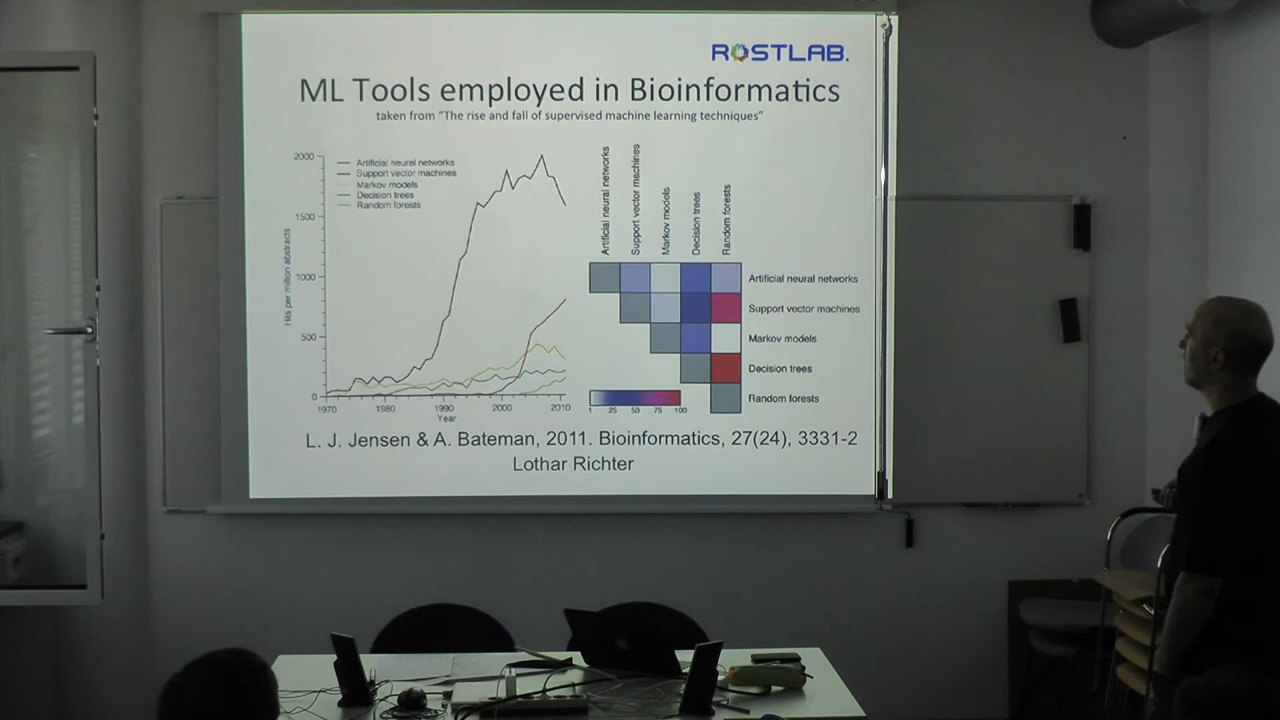 ROSTLAB.
ML Tools employed in Bioinformatics
taken from "The rise and fall of supervised machine learning techniques"
2000
1500
1000
500
0
Hits per million abstracts
1970
1980
1990
2000
2010
Year
Artificial neural networks
Support vector machines
Markov models
Decision trees
Random forests
Artificial neural networks
Support vector machines
Markov models
Decision trees
Random forests
Artificial neural networks
Support vector machines
Markov models
Decision trees
Random forests
1
25
50
75
100
L. J. Jensen & A. Bateman, 2011. Bioinformatics, 27(24), 3331-2
Lothar Richter